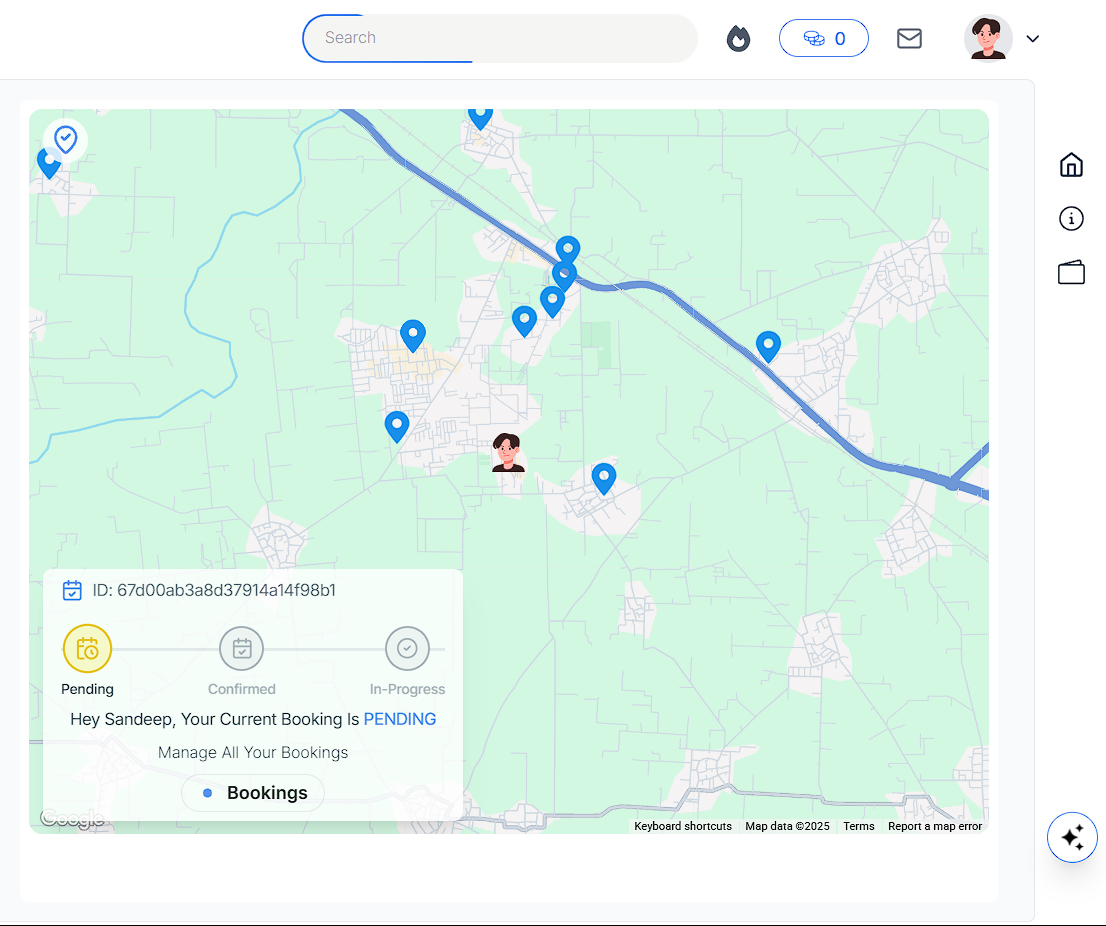 Search
0
ID: 67d00ab3a8d37914a14f98b1
Pending
Confirmed
In-Progress
Hey Sandeep, Your Current Booking Is PENDING
Manage All Your Bookings
Bookings
Google
Keyboard shortcuts
Map data ©2025
Terms
Report a map error